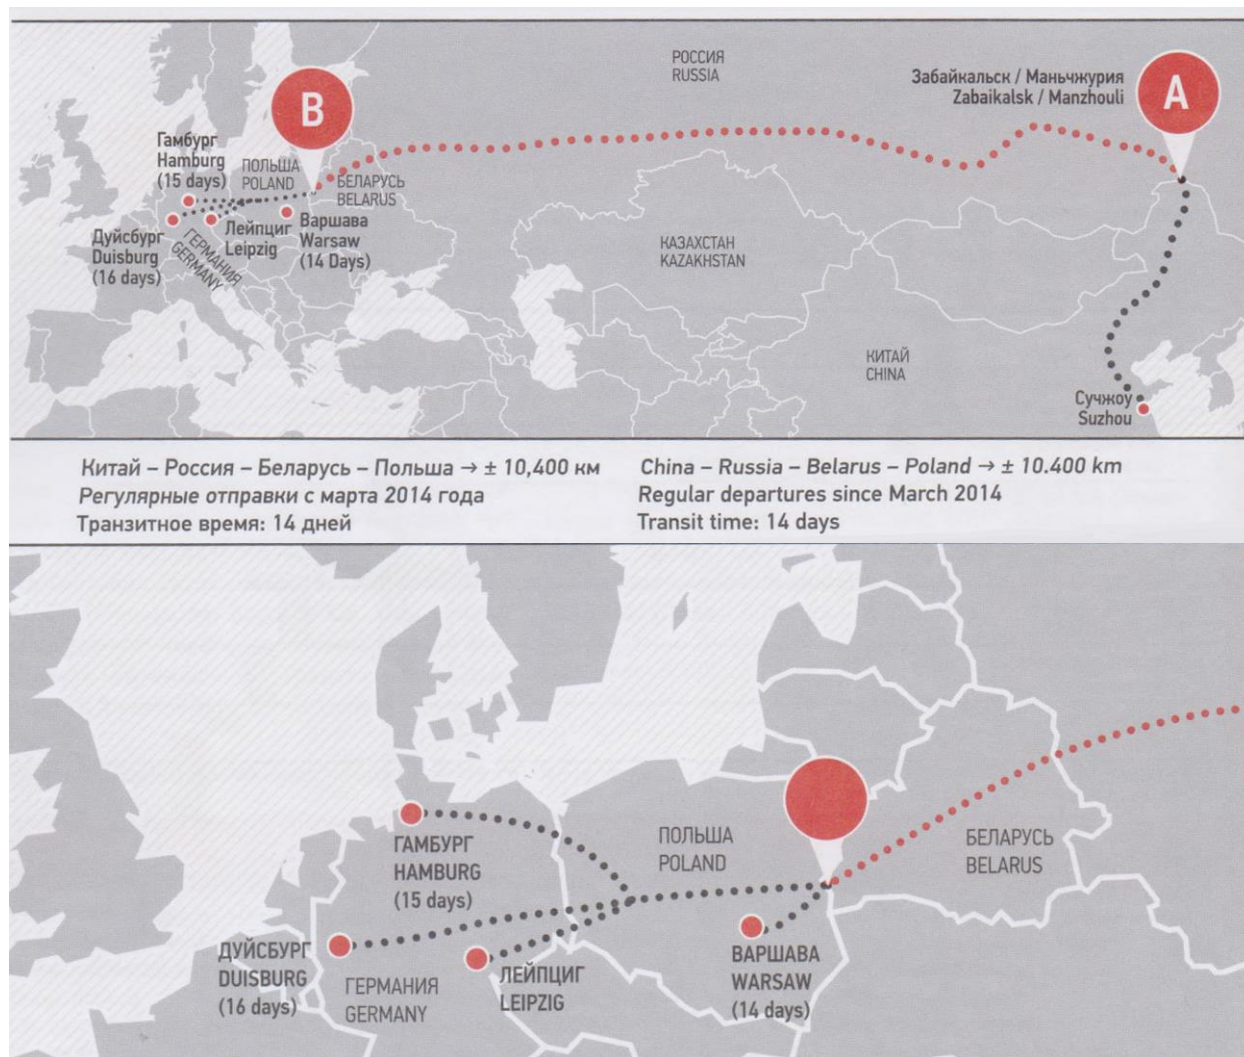 РОССИЯ
RUSSIA
Забайкальск / Маньчжурия
Zabaikalsk / Manzhouli
A
B
Гамбург
Hamburg
(15 days)
ПОЛЬША
POLAND
БЕЛАРУСЬ
BELARUS
Дуйсбург
Duisburg
(16 days)
ГЕРМАНИЯ
GERMANY
Лейпциг
Leipzig
Варшава
Warsaw
(14 Days)
КАЗАХСТАН
KAZAKHSTAN
КИТАЙ
CHINA
Сучжоу
Suzhou
Китай – Россия – Беларусь – Польша → ± 10,400 км
Регулярные отправки с марта 2014 года
Транзитное время: 14 дней
China – Russia – Belarus – Poland → ± 10.400 km
Regular departures since March 2014
Transit time: 14 days
ГАМБУРГ
HAMBURG
(15 days)
ПОЛЬША
POLAND
БЕЛАРУСЬ
BELARUS
ДУЙСБУРГ
DUISBURG
(16 days)
ГЕРМАНИЯ
GERMANY
ЛЕЙПЦИГ
LEIPZIG
ВАРШАВА
WARSAW
(14 days)